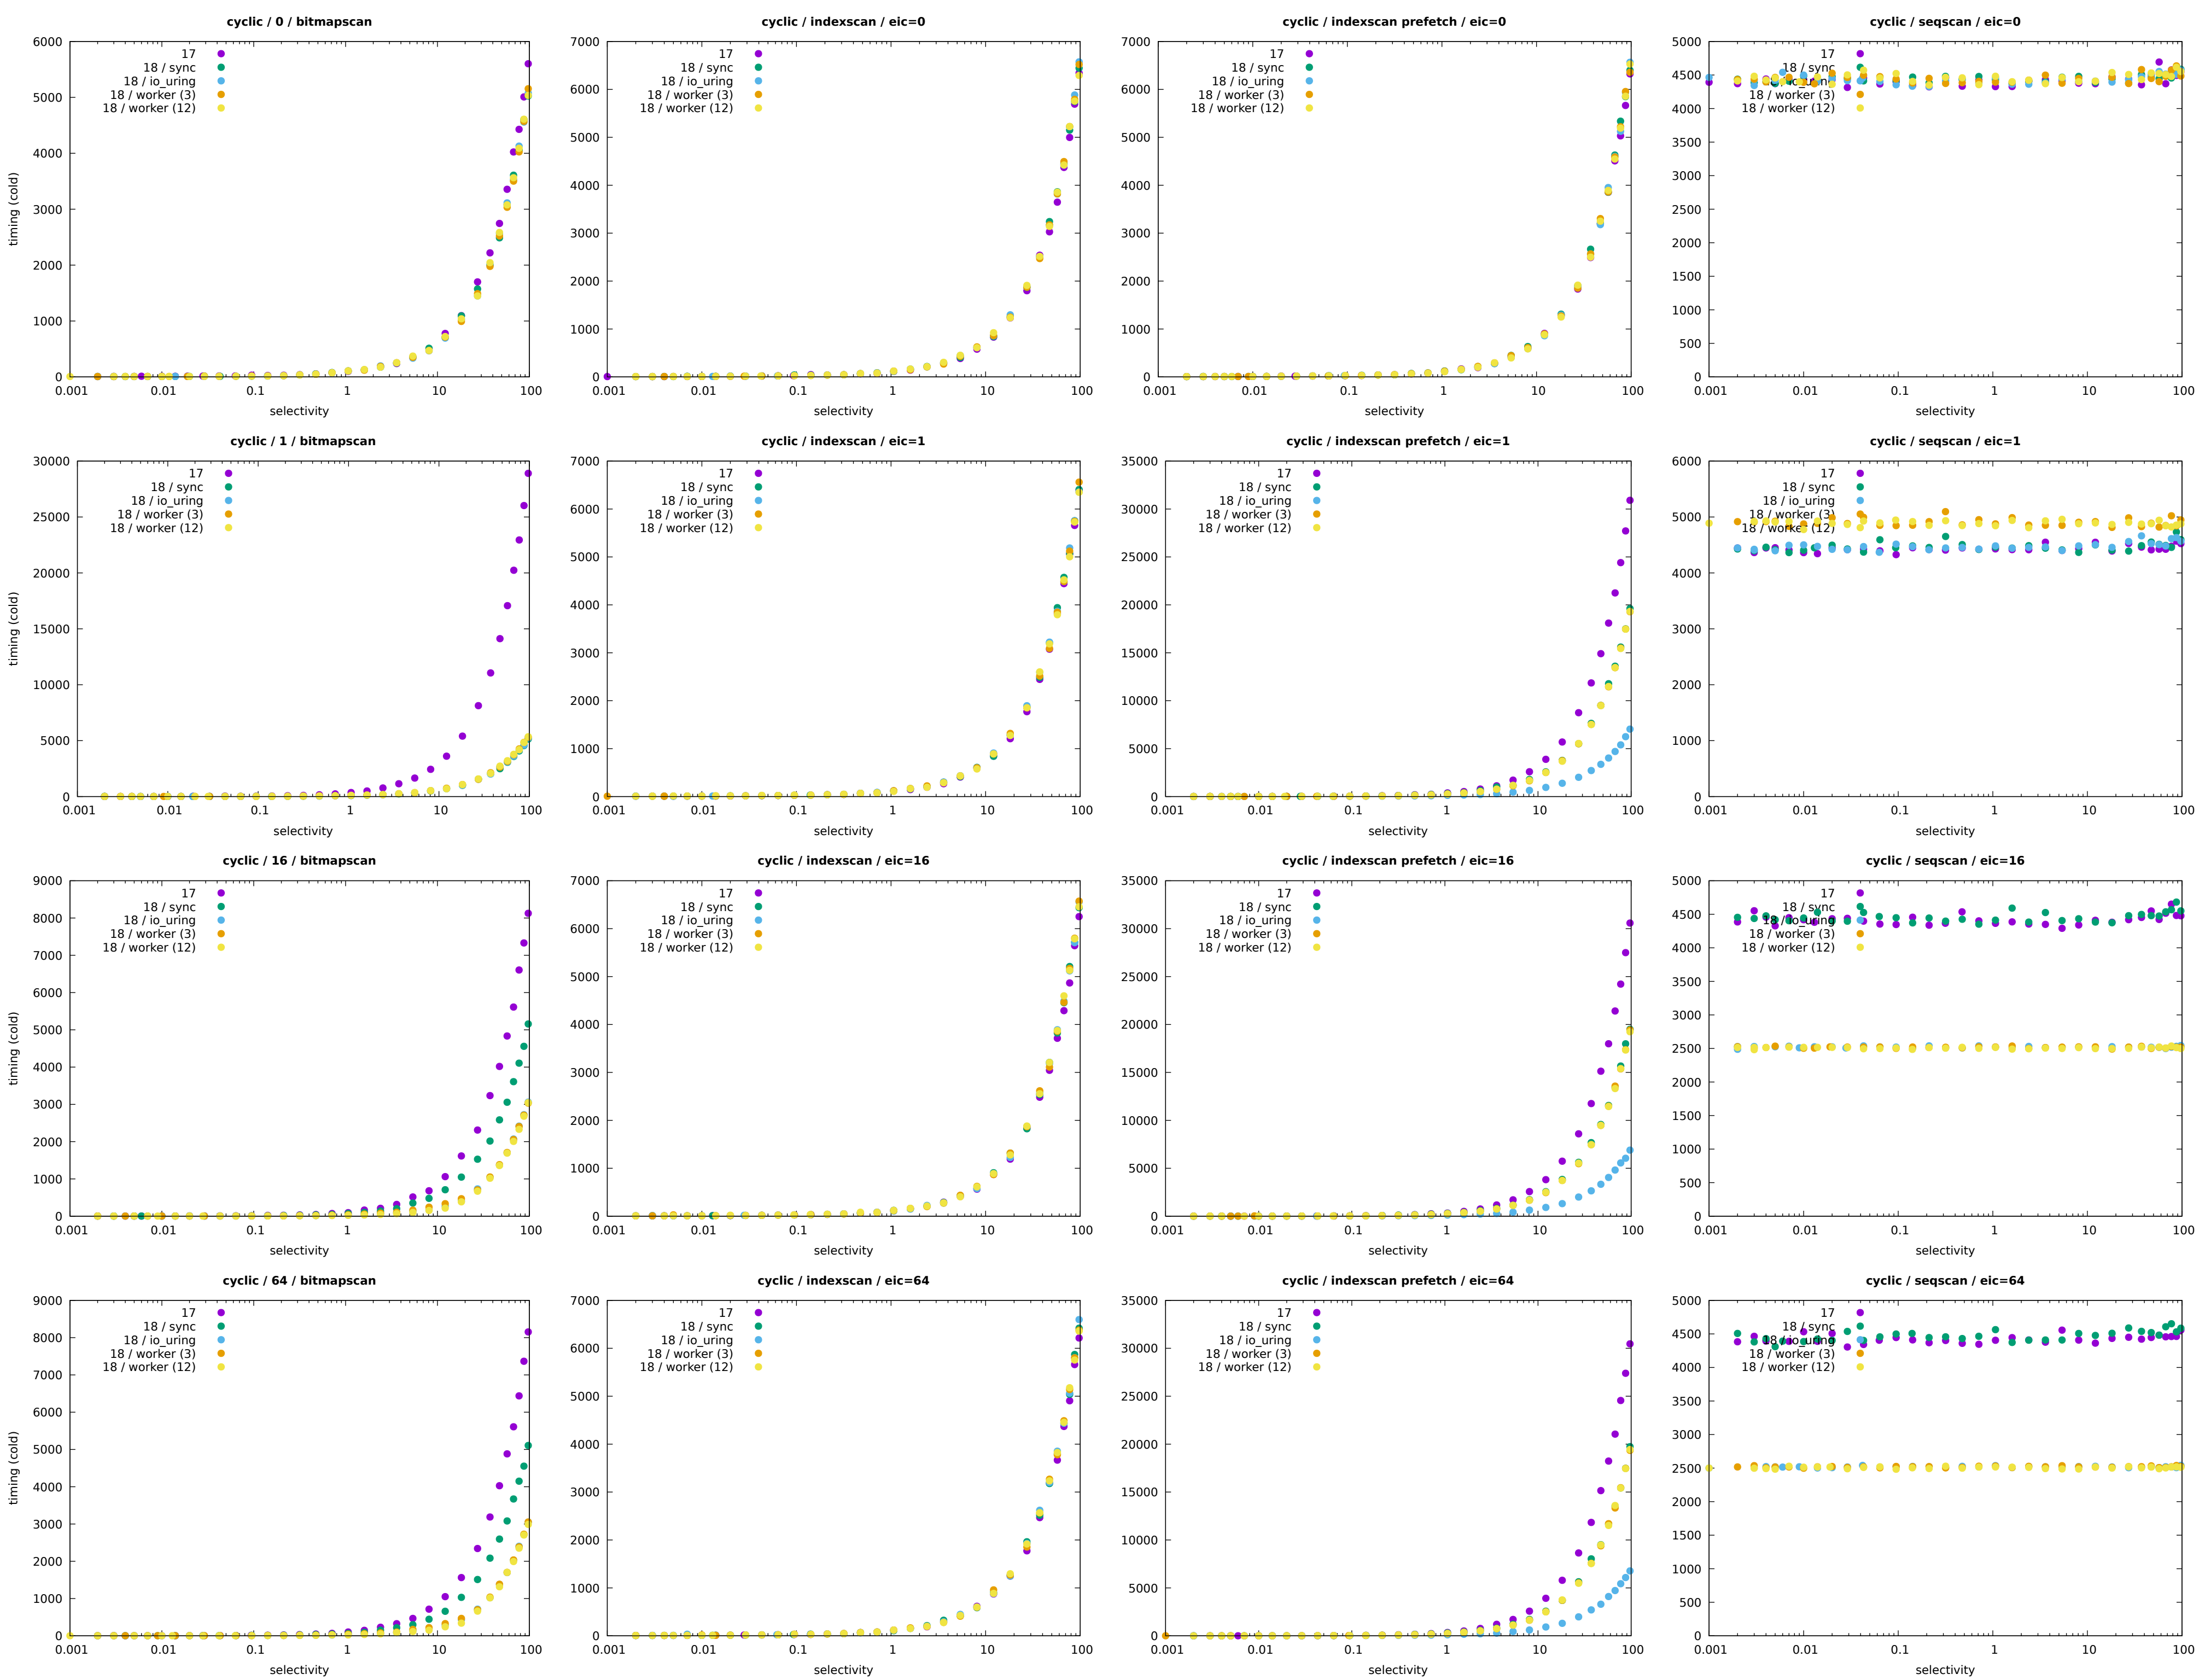 cyclic / 0 / bitmapscan
timing (cold)
6000
5000
4000
3000
2000
1000
0
17
18 / sync
18 / io_uring
18 / worker (3)
18 / worker (12)
0.001 0.01 0.1 1 10 100
selectivity
cyclic / indexscan / eic=0
7000
6000
5000
4000
3000
2000
1000
0
17
18 / sync
18 / io_uring
18 / worker (3)
18 / worker (12)
0.001 0.01 0.1 1 10 100
selectivity
cyclic / indexscan prefetch / eic=0
7000
6000
5000
4000
3000
2000
1000
0
17
18 / sync
18 / io_uring
18 / worker (3)
18 / worker (12)
0.001 0.01 0.1 1 10 100
selectivity
cyclic / seqscan / eic=0
5000
4500
4000
3500
3000
2500
2000
1500
1000
500
0
17
18 / sync
18 / io_uring
18 / worker (3)
18 / worker (12)
0.001 0.01 0.1 1 10 100
selectivity
cyclic / 1 / bitmapscan
timing (cold)
30000
25000
20000
15000
10000
5000
0
17
18 / sync
18 / io_uring
18 / worker (3)
18 / worker (12)
0.001 0.01 0.1 1 10 100
selectivity
cyclic / indexscan / eic=1
7000
6000
5000
4000
3000
2000
1000
0
17
18 / sync
18 / io_uring
18 / worker (3)
18 / worker (12)
0.001 0.01 0.1 1 10 100
selectivity
cyclic / indexscan prefetch / eic=1
35000
30000
25000
20000
15000
10000
5000
0
17
18 / sync
18 / io_uring
18 / worker (3)
18 / worker (12)
0.001 0.01 0.1 1 10 100
selectivity
cyclic / seqscan / eic=1
6000
5000
4000
3000
2000
1000
0
17
18 / sync
18 / io_uring
18 / worker (3)
18 / worker (12)
0.001 0.01 0.1 1 10 100
selectivity
cyclic / 16 / bitmapscan
timing (cold)
9000
8000
7000
6000
5000
4000
3000
2000
1000
0
17
18 / sync
18 / io_uring
18 / worker (3)
18 / worker (12)
0.001 0.01 0.1 1 10 100
selectivity
cyclic / indexscan / eic=16
7000
6000
5000
4000
3000
2000
1000
0
17
18 / sync
18 / io_uring
18 / worker (3)
18 / worker (12)
0.001 0.01 0.1 1 10 100
selectivity
cyclic / indexscan prefetch / eic=16
35000
30000
25000
20000
15000
10000
5000
0
17
18 / sync
18 / io_uring
18 / worker (3)
18 / worker (12)
0.001 0.01 0.1 1 10 100
selectivity
cyclic / seqscan / eic=16
5000
4500
4000
3500
3000
2500
2000
1500
1000
500
0
17
18 / sync
18 / io_uring
18 / worker (3)
18 / worker (12)
0.001 0.01 0.1 1 10 100
selectivity
cyclic / 64 / bitmapscan
timing (cold)
9000
8000
7000
6000
5000
4000
3000
2000
1000
0
17
18 / sync
18 / io_uring
18 / worker (3)
18 / worker (12)
0.001 0.01 0.1 1 10 100
selectivity
cyclic / indexscan / eic=64
7000
6000
5000
4000
3000
2000
1000
0
17
18 / sync
18 / io_uring
18 / worker (3)
18 / worker (12)
0.001 0.01 0.1 1 10 100
selectivity
cyclic / indexscan prefetch / eic=64
35000
30000
25000
20000
15000
10000
5000
0
17
18 / sync
18 / io_uring
18 / worker (3)
18 / worker (12)
0.001 0.01 0.1 1 10 100
selectivity
cyclic / seqscan / eic=64
5000
4500
4000
3500
3000
2500
2000
1500
1000
500
0
17
18 / sync
18 / io_uring
18 / worker (3)
18 / worker (12)
0.001 0.01 0.1 1 10 100
selectivity